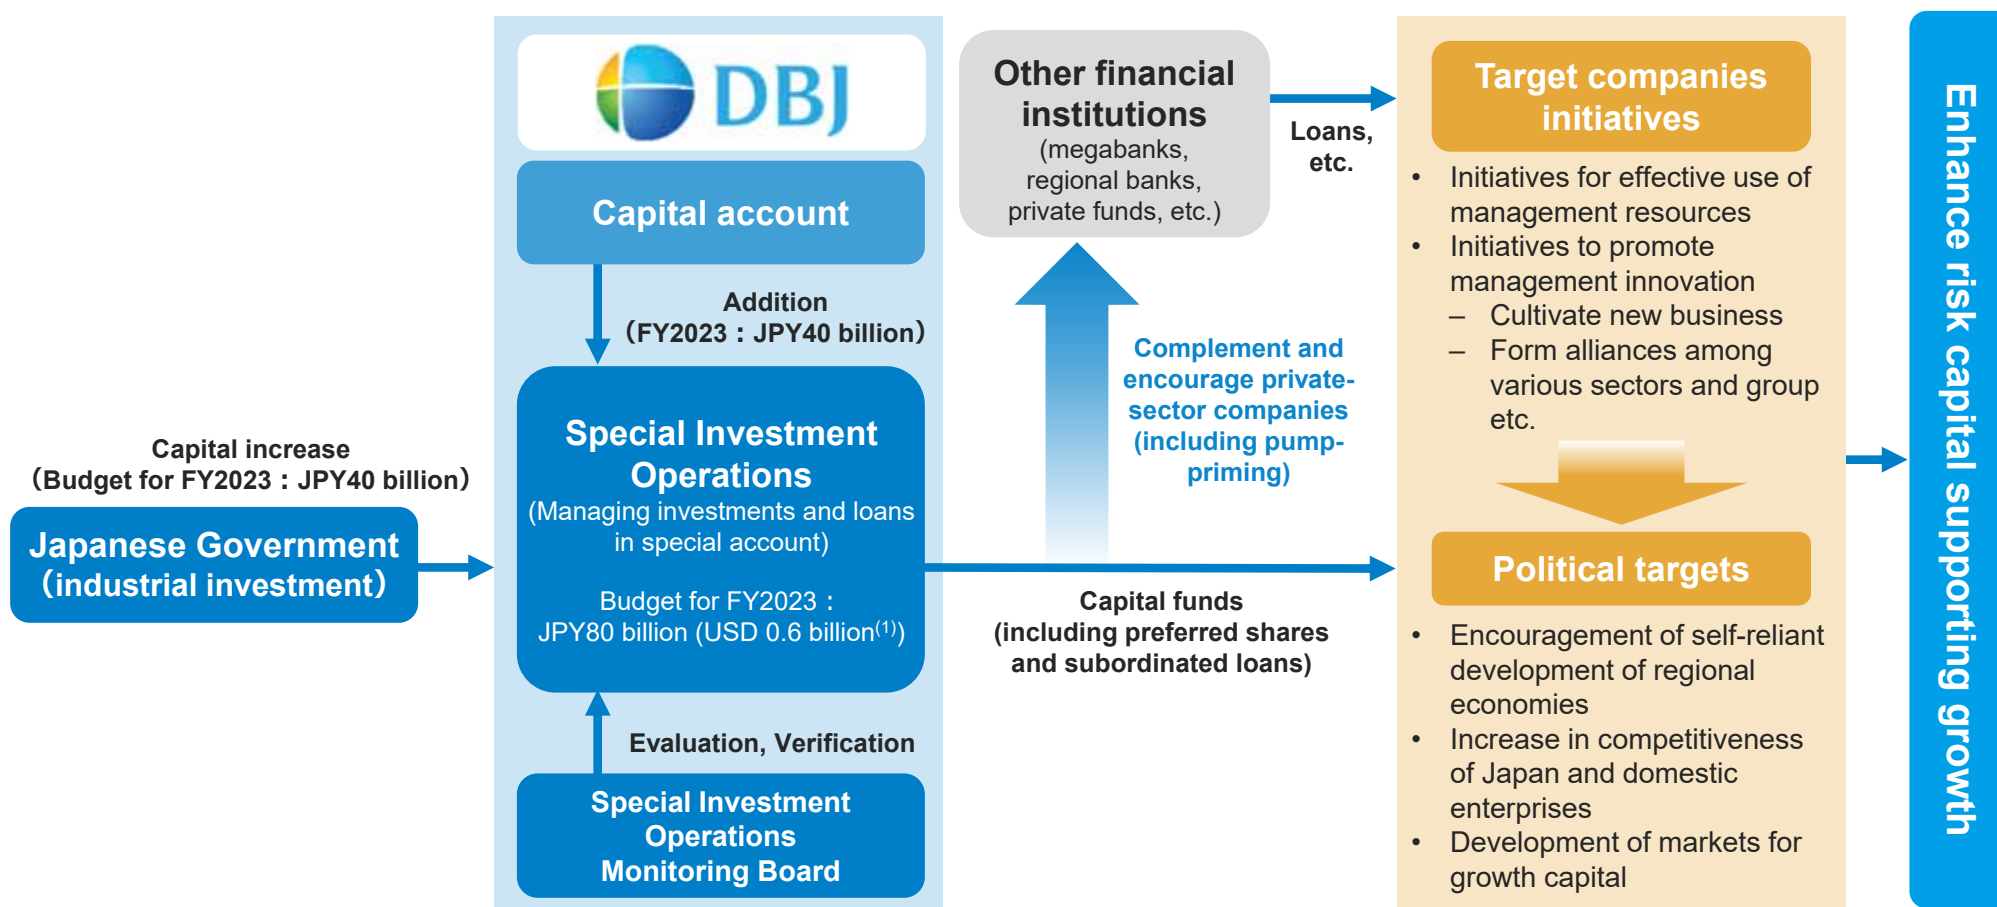 Capital increase
(Budget for FY2023 : JPY40 billion)
Japanese Government
(industrial investment)
DBJ
Capital account
Addition
(FY2023 : JPY40 billion)
Special Investment
Operations
(Managing investments and loans
in special account)
Budget for FY2023 :
JPY80 billion (USD 0.6 billion(1))
Evaluation, Verification
Special Investment
Operations
Monitoring Board
Other financial
institutions
(megabanks,
regional banks,
private funds, etc.)
Loans,
etc.
Complement and
encourage private-
sector companies
(including pump-
priming)
Capital funds
(including preferred shares
and subordinated loans)
Target companies
initiatives
• Initiatives for effective use of
management resources
• Initiatives to promote
management innovation
– Cultivate new business
– Form alliances among
various sectors and group
etc.
Political targets
• Encouragement of self-reliant
development of regional
economies
• Increase in competitiveness
of Japan and domestic
enterprises
• Development of markets for
growth capital
Enhance risk capital supporting growth